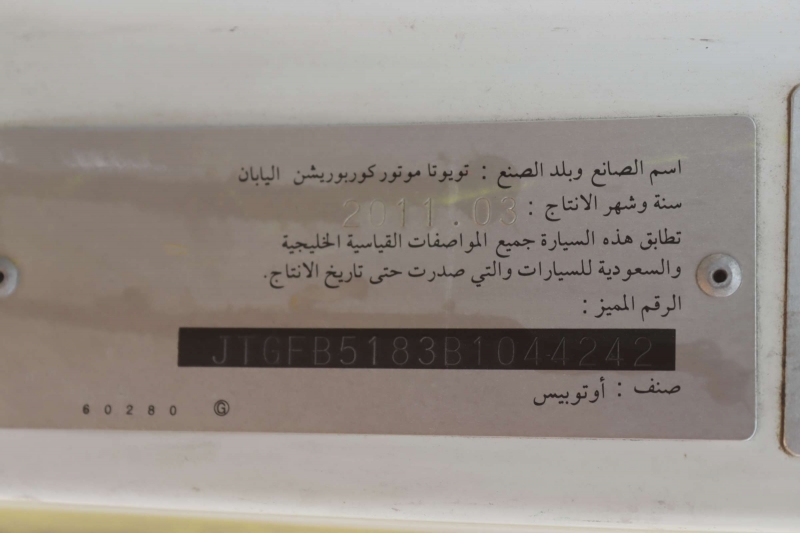 اسم الصانع وبلد الصنع : تويوتا موتور كوربوريشن اليابان
سنة وشهر الانتاج : 2011.03
تطابق هذه السيارة جميع المواصفات القياسية الخليجية
والسعودية للسيارات والتي صدرت حتى تاريخ الانتاج.
الرقم المميز :
JTGFB5183B1044242
صنف : أوتوبيس
60280 G